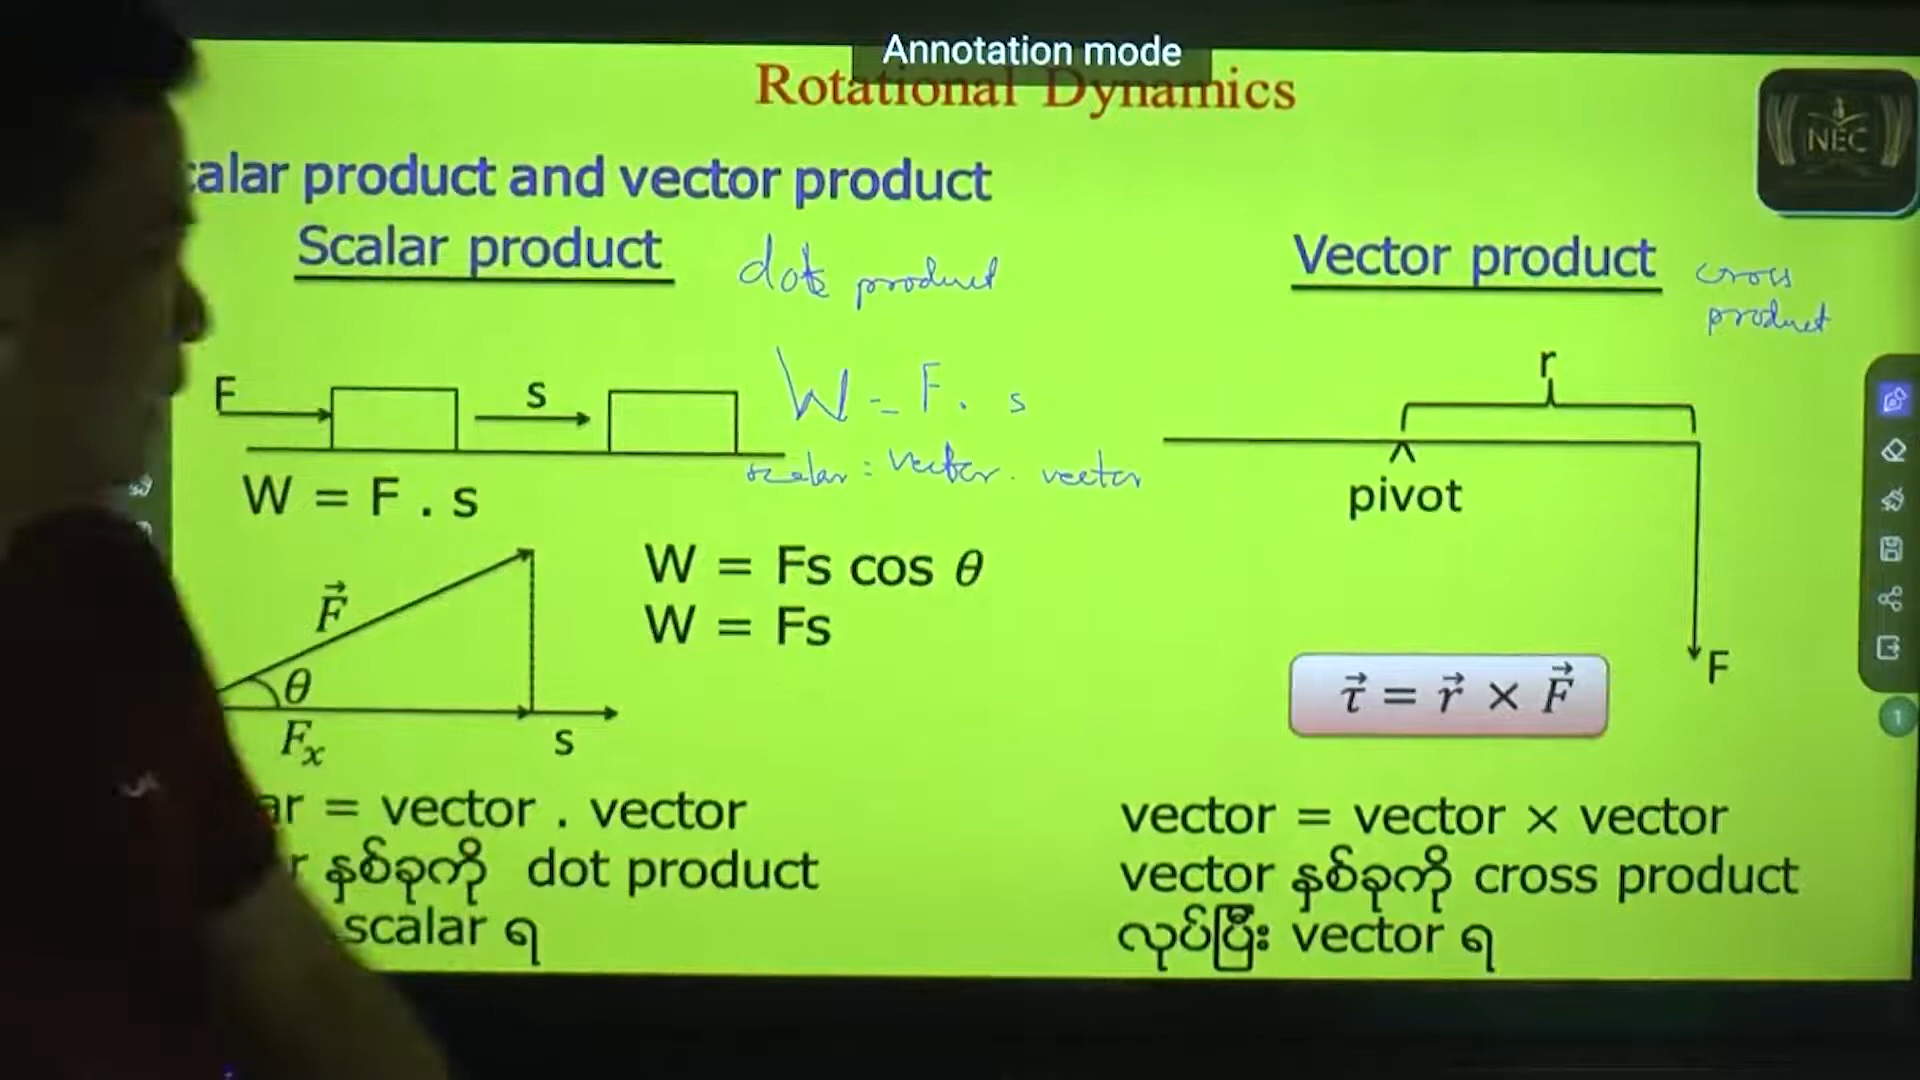 Annotation mode
Rotational Dynamics
NEC
calar product and vector product
Scalar product
dot product
Vector product
cross
product
r
F
s
W = F . s
scalar = vector . vector
pivot
W = F . s
W = Fs cos θ
W = Fs
F⃗
θ
Fₓ
s
F
τ⃗ = r⃗ × F⃗
1
ar = vector . vector
r နှစ်ခုကို dot product
scalar ရ
vector = vector × vector
vector နှစ်ခုကို cross product
လုပ်ပြီး vector ရ